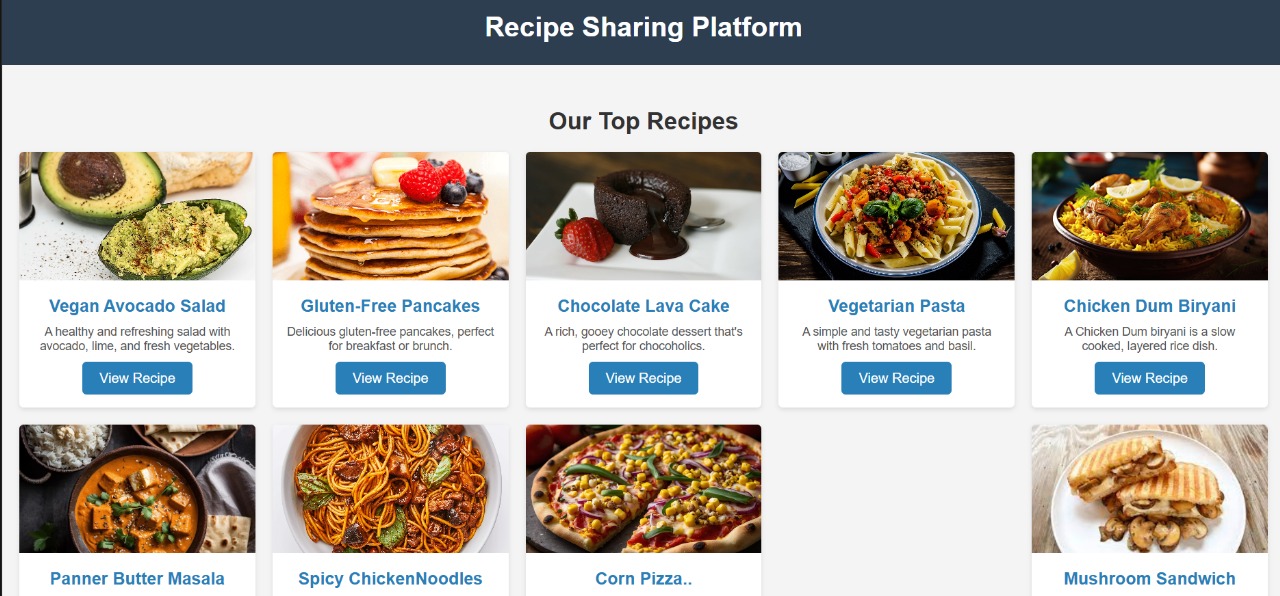 Recipe Sharing Platform
Our Top Recipes
Vegan Avocado Salad
A healthy and refreshing salad with
avocado, lime, and fresh vegetables.
View Recipe
Gluten-Free Pancakes
Delicious gluten-free pancakes, perfect
for breakfast or brunch.
View Recipe
Chocolate Lava Cake
A rich, gooey chocolate dessert that's
perfect for chocoholics.
View Recipe
Vegetarian Pasta
A simple and tasty vegetarian pasta
with fresh tomatoes and basil.
View Recipe
Chicken Dum Biryani
A Chicken Dum biryani is a slow
cooked, layered rice dish.
View Recipe
Panner Butter Masala
Spicy ChickenNoodles
Corn Pizza..
Mushroom Sandwich